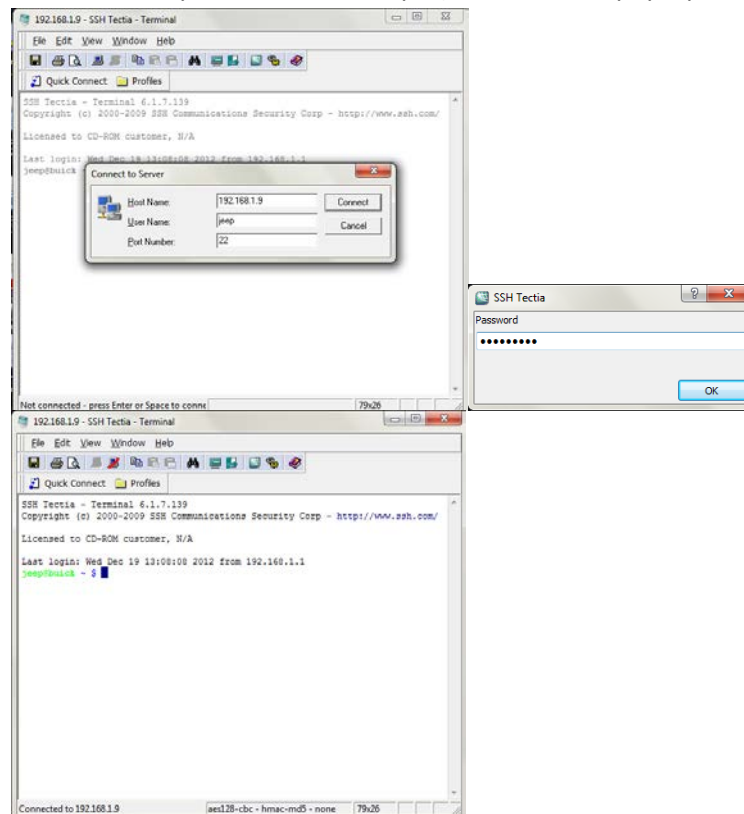 192.168.1.9 - SSH Tectia - Terminal
File Edit View Window Help
Quick Connect Profiles
SSH Tectia - Terminal 6.1.7.139
Copyright (c) 2000-2009 SSH Communications Security Corp - http://www.ssh.com/
Licensed to CD-ROM customer, N/A
Last login: Wed Dec 19 13:08:08 2012 from 192.168.1.1
jeep@buick
Connect to Server
Host Name: 192.168.1.9 Connect
User Name: jeep Cancel
Port Number: 22
Not connected - press Enter or Space to conne 79x26
SSH Tectia
Password
•••••••••
OK
192.168.1.9 - SSH Tectia - Terminal
File Edit View Window Help
Quick Connect Profiles
SSH Tectia - Terminal 6.1.7.139
Copyright (c) 2000-2009 SSH Communications Security Corp - http://www.ssh.com/
Licensed to CD-ROM customer, N/A
Last login: Wed Dec 19 13:08:08 2012 from 192.168.1.1
jeep@buick ~ $
Connected to 192.168.1.9 aes128-cbc - hmac-md5 - none 79x26